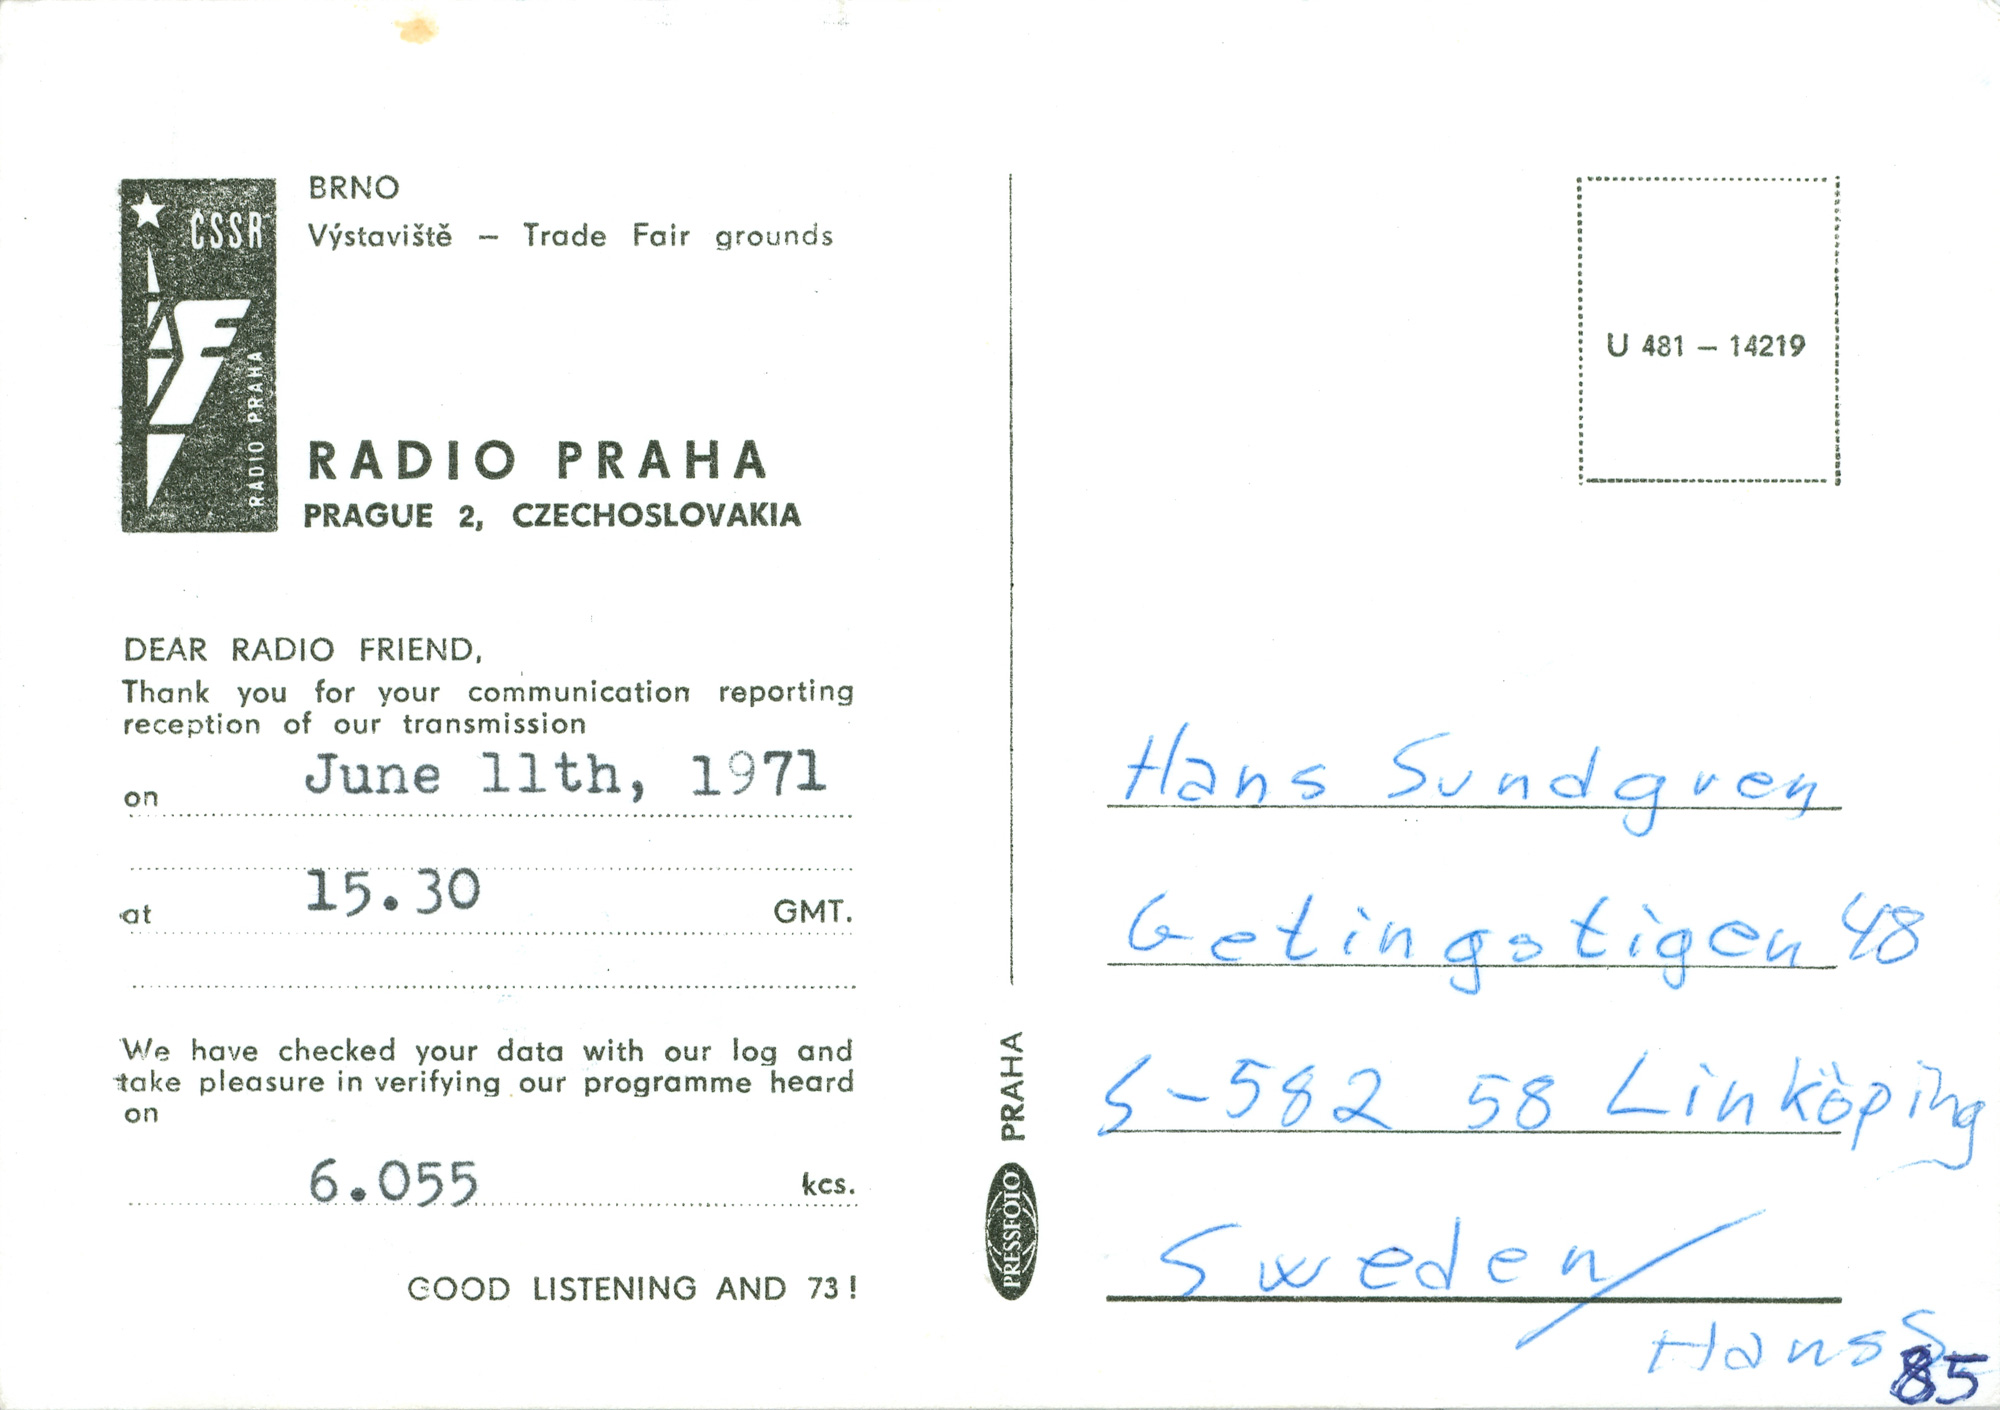 ČSSR
RADIO PRAHA
BRNO
Výstaviště – Trade Fair grounds
RADIO PRAHA
PRAGUE 2, CZECHOSLOVAKIA
DEAR RADIO FRIEND,
Thank you for your communication reporting
reception of our transmission
on June 11th, 1971
at 15.30 GMT.
We have checked your data with our log and
take pleasure in verifying our programme heard
on
6.055 kcs.
GOOD LISTENING AND 73!
PRESSFOTO PRAHA
U 481 – 14219
Hans Sundgren
Getingstigen 48
S-582 58 Linköping
Sweden/
Hans S
85